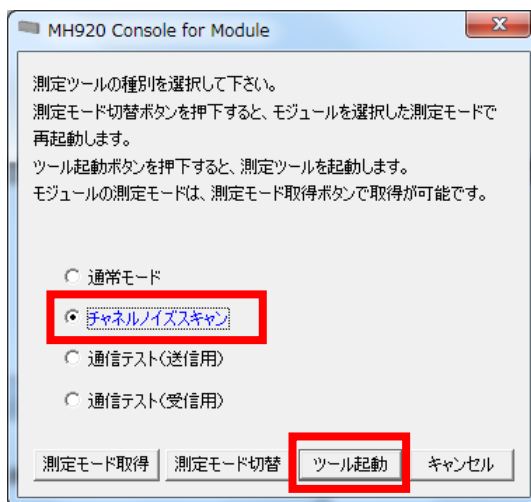 MH920 Console for Module
測定ツールの種別を選択して下さい。
測定モード切替ボタンを押下すると、モジュールを選択した測定モードで
再起動します。
ツール起動ボタンを押下すると、測定ツールを起動します。
モジュールの測定モードは、測定モード取得ボタンで取得が可能です。
通常モード
チャネルノイズスキャン
通信テスト(送信用)
通信テスト(受信用)
測定モード取得 測定モード切替 ツール起動 キャンセル